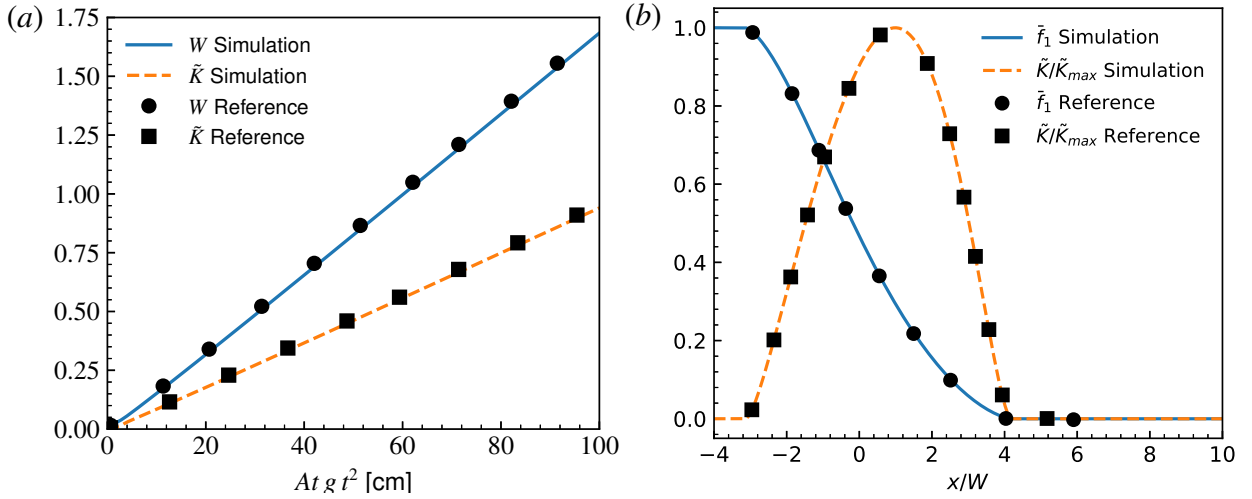 (a)
1.75
1.50
1.25
1.00
0.75
0.50
0.25
0.00
0
20
40
60
80
100
At g t² [cm]
W Simulation
K̃ Simulation
W Reference
K̃ Reference
(b)
1.0
0.8
0.6
0.4
0.2
0.0
−4
−2
0
2
4
6
8
10
x/W
f̄₁ Simulation
K̃/K̃ₘₐₓ Simulation
f̄₁ Reference
K̃/K̃ₘₐₓ Reference